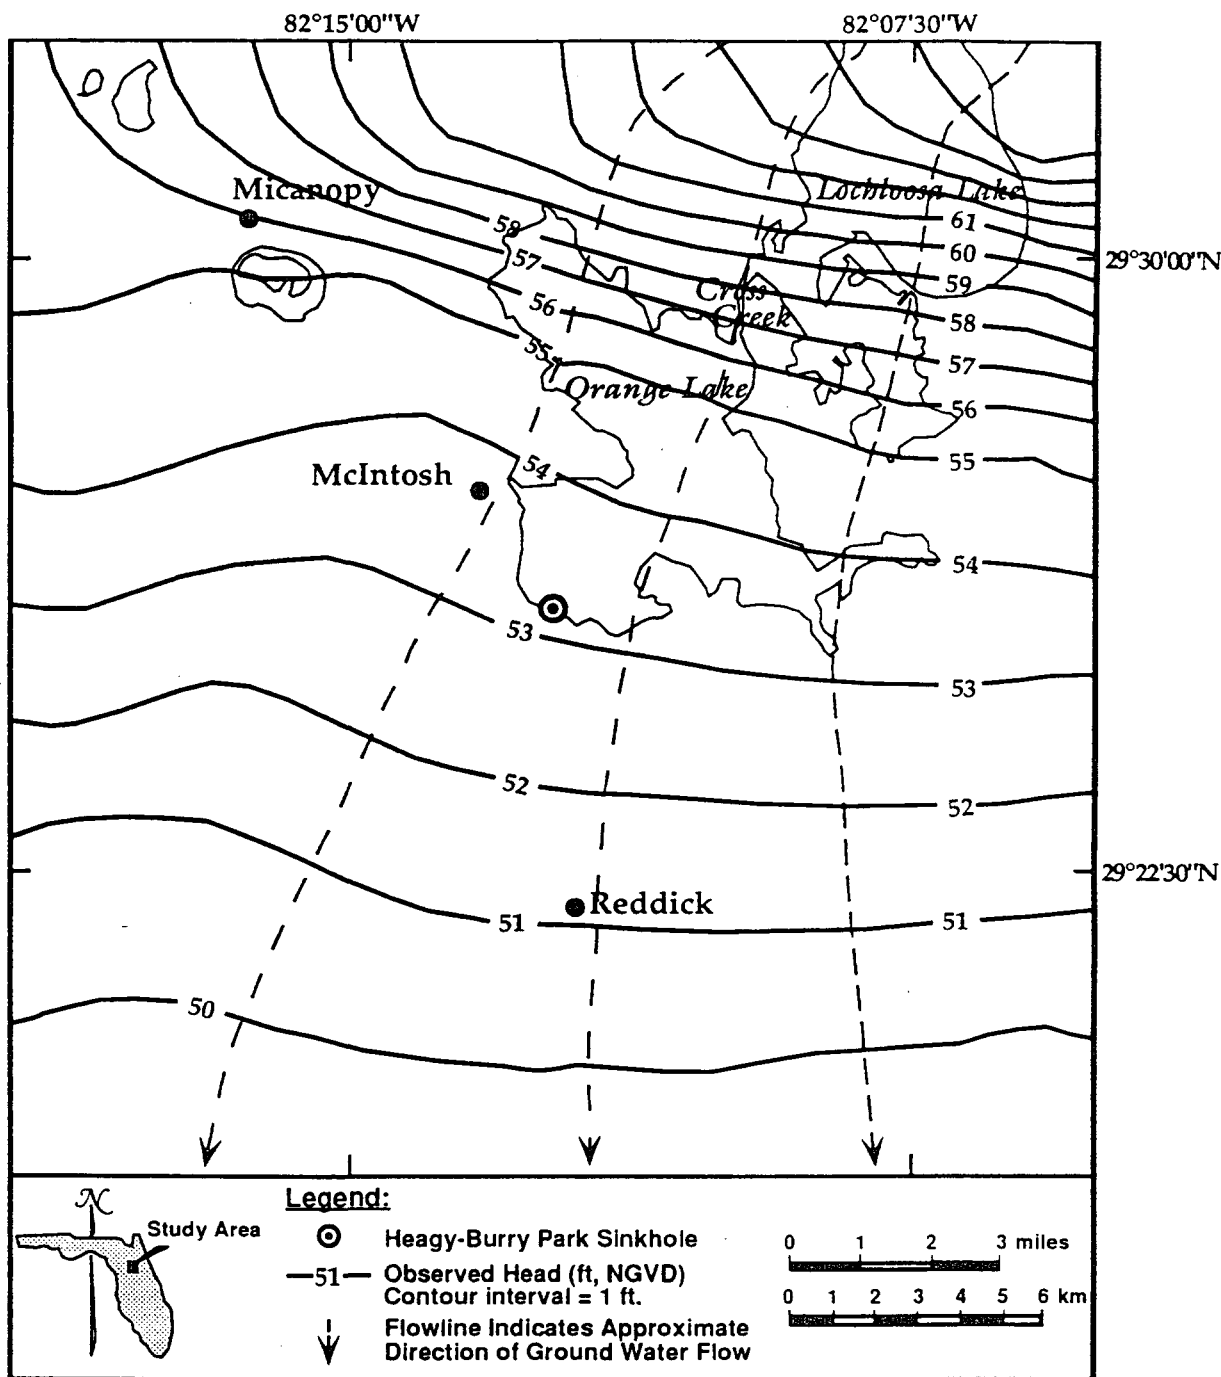 82°15'00"W
82°07'30"W
Micanopy
Lochloosa Lake
61
58
60
29°30'00"N
57
59
Cross
Creek
56
58
55
57
Orange Lake
56
54
55
McIntosh
54
53
53
52
52
29°22'30"N
Reddick
51
51
50
N
Study Area
Legend:
Heagy-Burry Park Sinkhole
51 Observed Head (ft, NGVD)
Contour interval = 1 ft.
Flowline Indicates Approximate
Direction of Ground Water Flow
0 1 2 3 miles
0 1 2 3 4 5 6 km